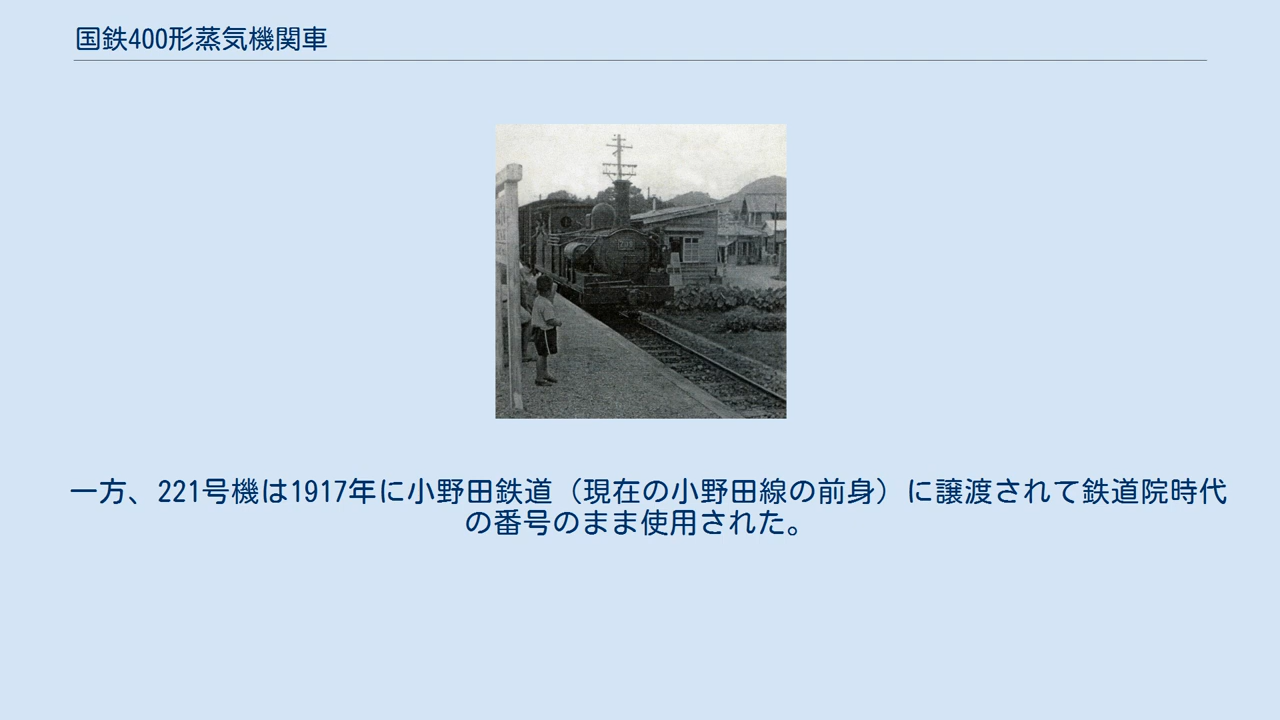 国鉄400形蒸気機関車
一方、221号機は1917年に小野田鉄道（現在の小野田線の前身）に譲渡されて鉄道院時代
の番号のまま使用された。